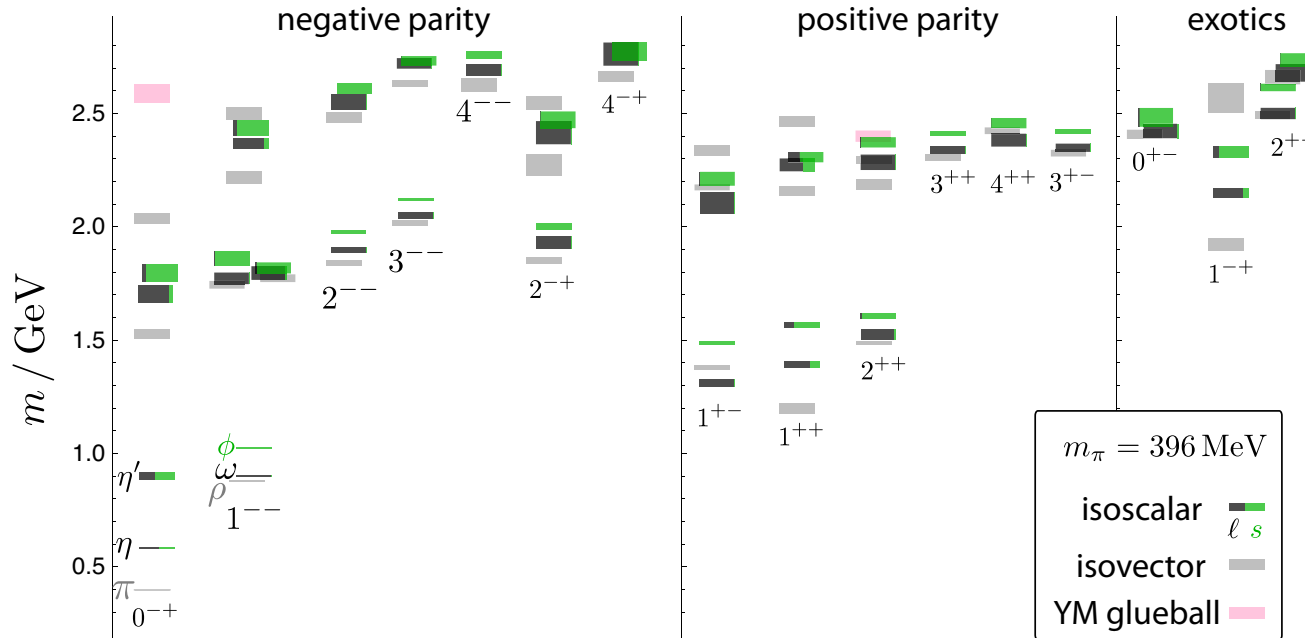 negative parity
positive parity
exotics
m / GeV
2.5
2.0
1.5
1.0
0.5
η′
η
π
0⁻⁺
ϕ
ω
ρ
1⁻⁻
2⁻⁻
3⁻⁻
4⁻⁻
2⁻⁺
4⁻⁺
1⁺⁻
1⁺⁺
2⁺⁺
3⁺⁺
4⁺⁺
3⁺⁻
0⁺⁻
1⁻⁺
2⁺⁻
m_π = 396 MeV
isoscalar
ℓ s
isovector
YM glueball